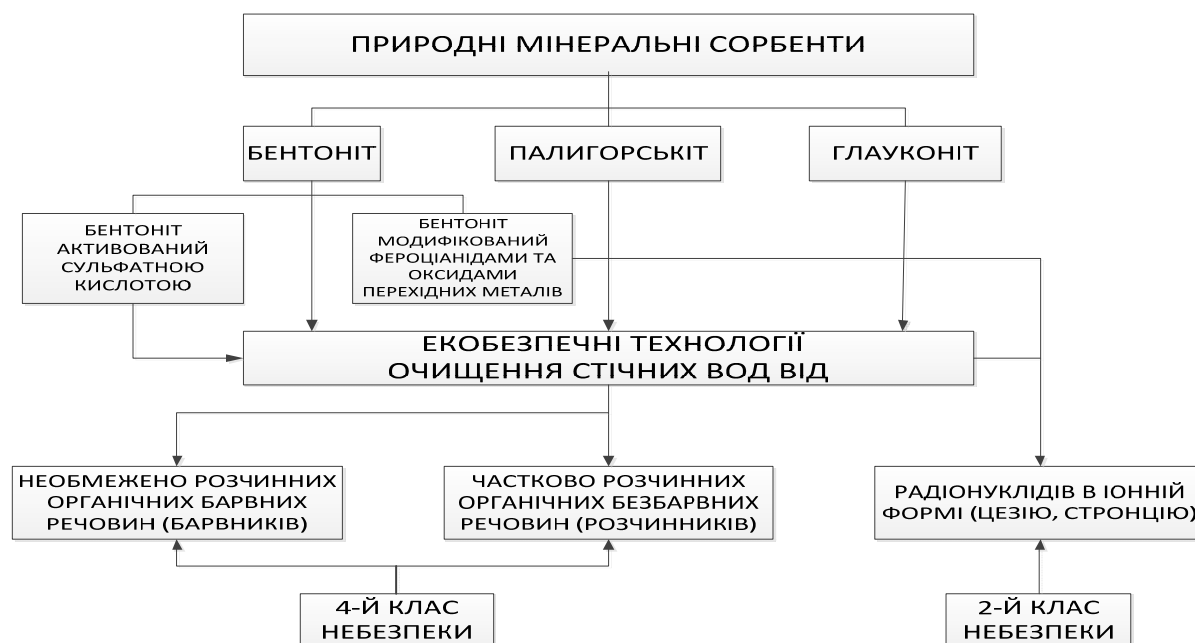 ПРИРОДНІ МІНЕРАЛЬНІ СОРБЕНТИ
БЕНТОНІТ
ПАЛИГОРСЬКІТ
ГЛАУКОНІТ
БЕНТОНІТ
АКТИВОВАНИЙ
СУЛЬФАТНОЮ
КИСЛОТОЮ
БЕНТОНІТ
МОДИФІКОВАНИЙ
ФЕРОЦІАНІДАМИ ТА
ОКСИДАМИ
ПЕРЕХІДНИХ МЕТАЛІВ
ЕКОБЕЗПЕЧНІ ТЕХНОЛОГІЇ
ОЧИЩЕННЯ СТІЧНИХ ВОД ВІД
НЕОБМЕЖЕНО РОЗЧИННИХ
ОРГАНІЧНИХ БАРВНИХ
РЕЧОВИН (БАРВНИКІВ)
ЧАСТКОВО РОЗЧИННИХ
ОРГАНІЧНИХ БЕЗБАРВНИХ
РЕЧОВИН (РОЗЧИННИКІВ)
РАДІОНУКЛІДІВ В ІОННІЙ
ФОРМІ (ЦЕЗІЮ, СТРОНЦІЮ)
4-Й КЛАС
НЕБЕЗПЕКИ
2-Й КЛАС
НЕБЕЗПЕКИ